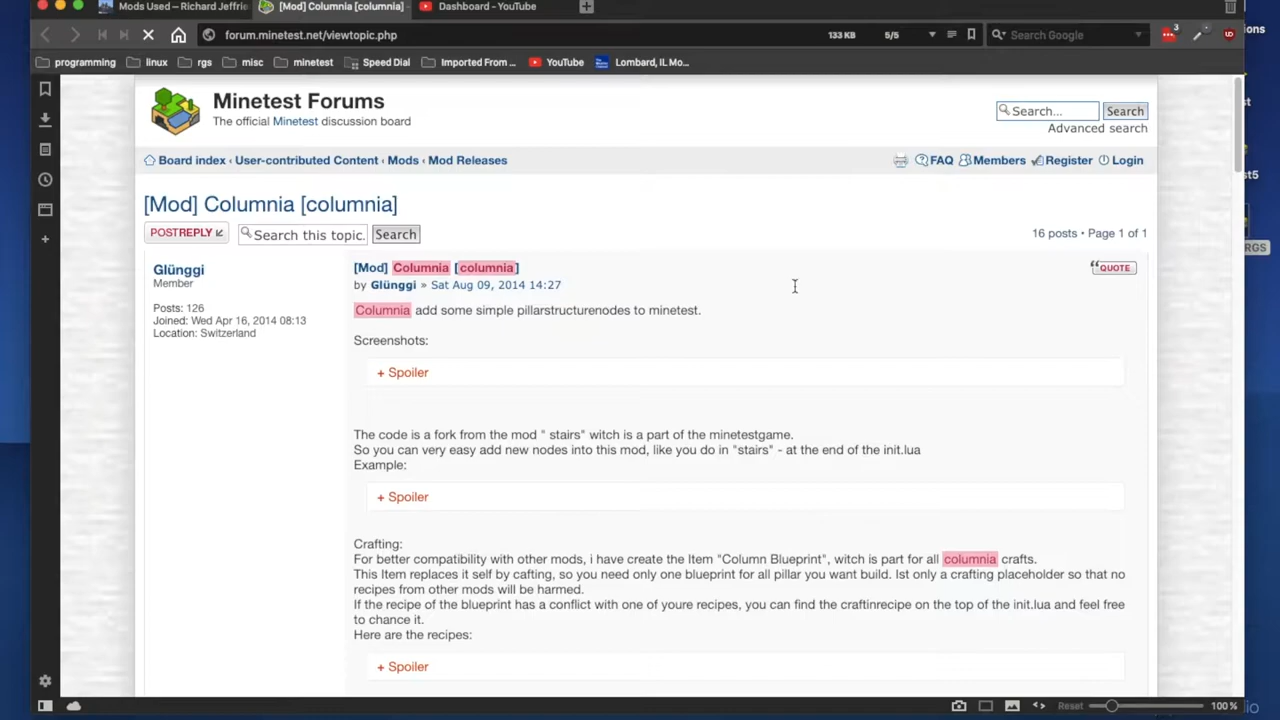 Mods Used — Richard Jeffrie
[Mod] Columnia [columnia]
Dashboard - YouTube
forum.minetest.net/viewtopic.php
133 KB
5/5
Search Google
3
programming
linux
rgs
misc
minetest
Speed Dial
Imported From ...
YouTube
Lombard, IL Mo...
Minetest Forums
The official Minetest discussion board
Search...
Search
Advanced search
Board index ‹ User-contributed Content ‹ Mods ‹ Mod Releases
FAQ
Members
Register
Login
[Mod] Columnia [columnia]
POSTREPLY
Search this topic.
Search
16 posts • Page 1 of 1
Glünggi
Member
Posts: 126
Joined: Wed Apr 16, 2014 08:13
Location: Switzerland
[Mod] Columnia [columnia]
QUOTE
by Glünggi » Sat Aug 09, 2014 14:27
Columnia add some simple pillarstructurenodes to minetest.
Screenshots:
+ Spoiler
The code is a fork from the mod " stairs" witch is a part of the minetestgame.
So you can very easy add new nodes into this mod, like you do in "stairs" - at the end of the init.lua
Example:
+ Spoiler
Crafting:
For better compatibility with other mods, i have create the Item "Column Blueprint", witch is part for all columnia crafts.
This Item replaces it self by cafting, so you need only one blueprint for all pillar you want build. Ist only a crafting placeholder so that no
recipes from other mods will be harmed.
If the recipe of the blueprint has a conflict with one of youre recipes, you can find the craftinrecipe on the top of the init.lua and feel free
to chance it.
Here are the recipes:
+ Spoiler
Reset
100 %
ions
st
st5
RGS
io